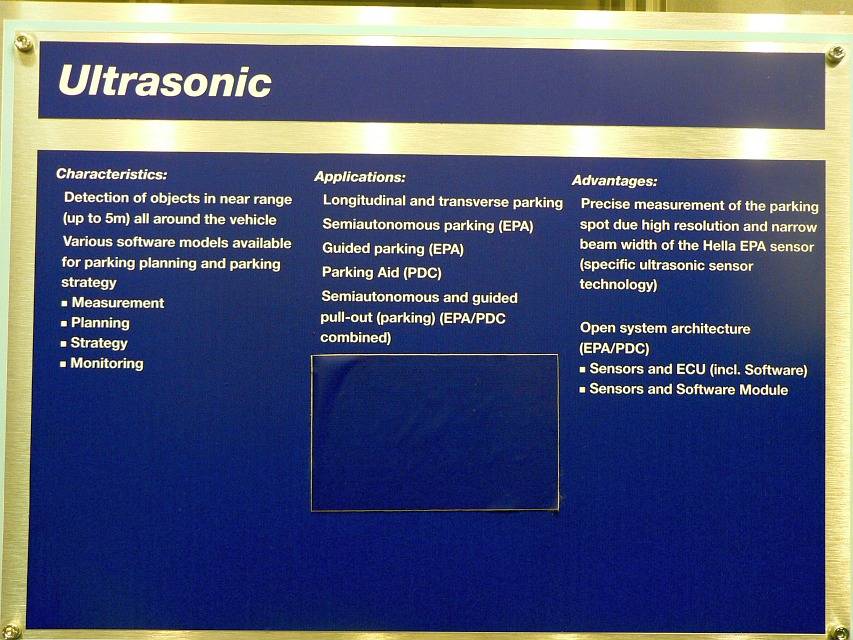 Ultrasonic
Characteristics:
Detection of objects in near range
(up to 5m) all around the vehicle
Various software models available
for parking planning and parking
strategy
▪ Measurement
▪ Planning
▪ Strategy
▪ Monitoring
Applications:
Longitudinal and transverse parking
Semiautonomous parking (EPA)
Guided parking (EPA)
Parking Aid (PDC)
Semiautonomous and guided
pull-out (parking) (EPA/PDC
combined)
Advantages:
Precise measurement of the parking
spot due high resolution and narrow
beam width of the Hella EPA sensor
(specific ultrasonic sensor
technology)
Open system architecture
(EPA/PDC)
▪ Sensors and ECU (incl. Software)
▪ Sensors and Software Module